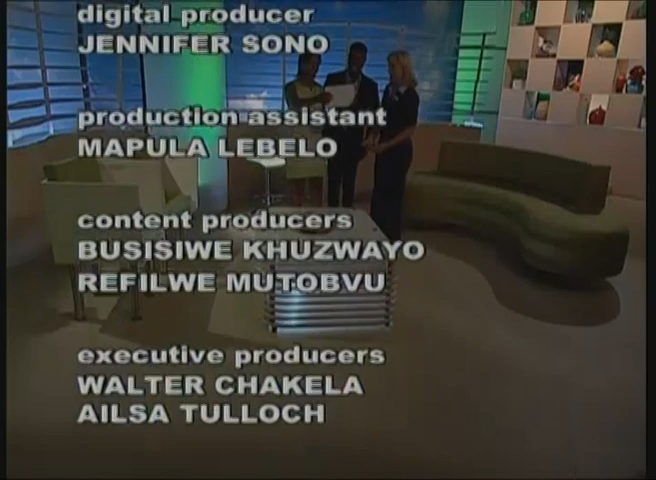 digital producer
JENNIFER SONO
production assistant
MAPULA LEBELO
content producers
BUSISIWE KHUZWAYO
REFILWE MUTOBVU
executive producers
WALTER CHAKELA
AILSA TULLOCH